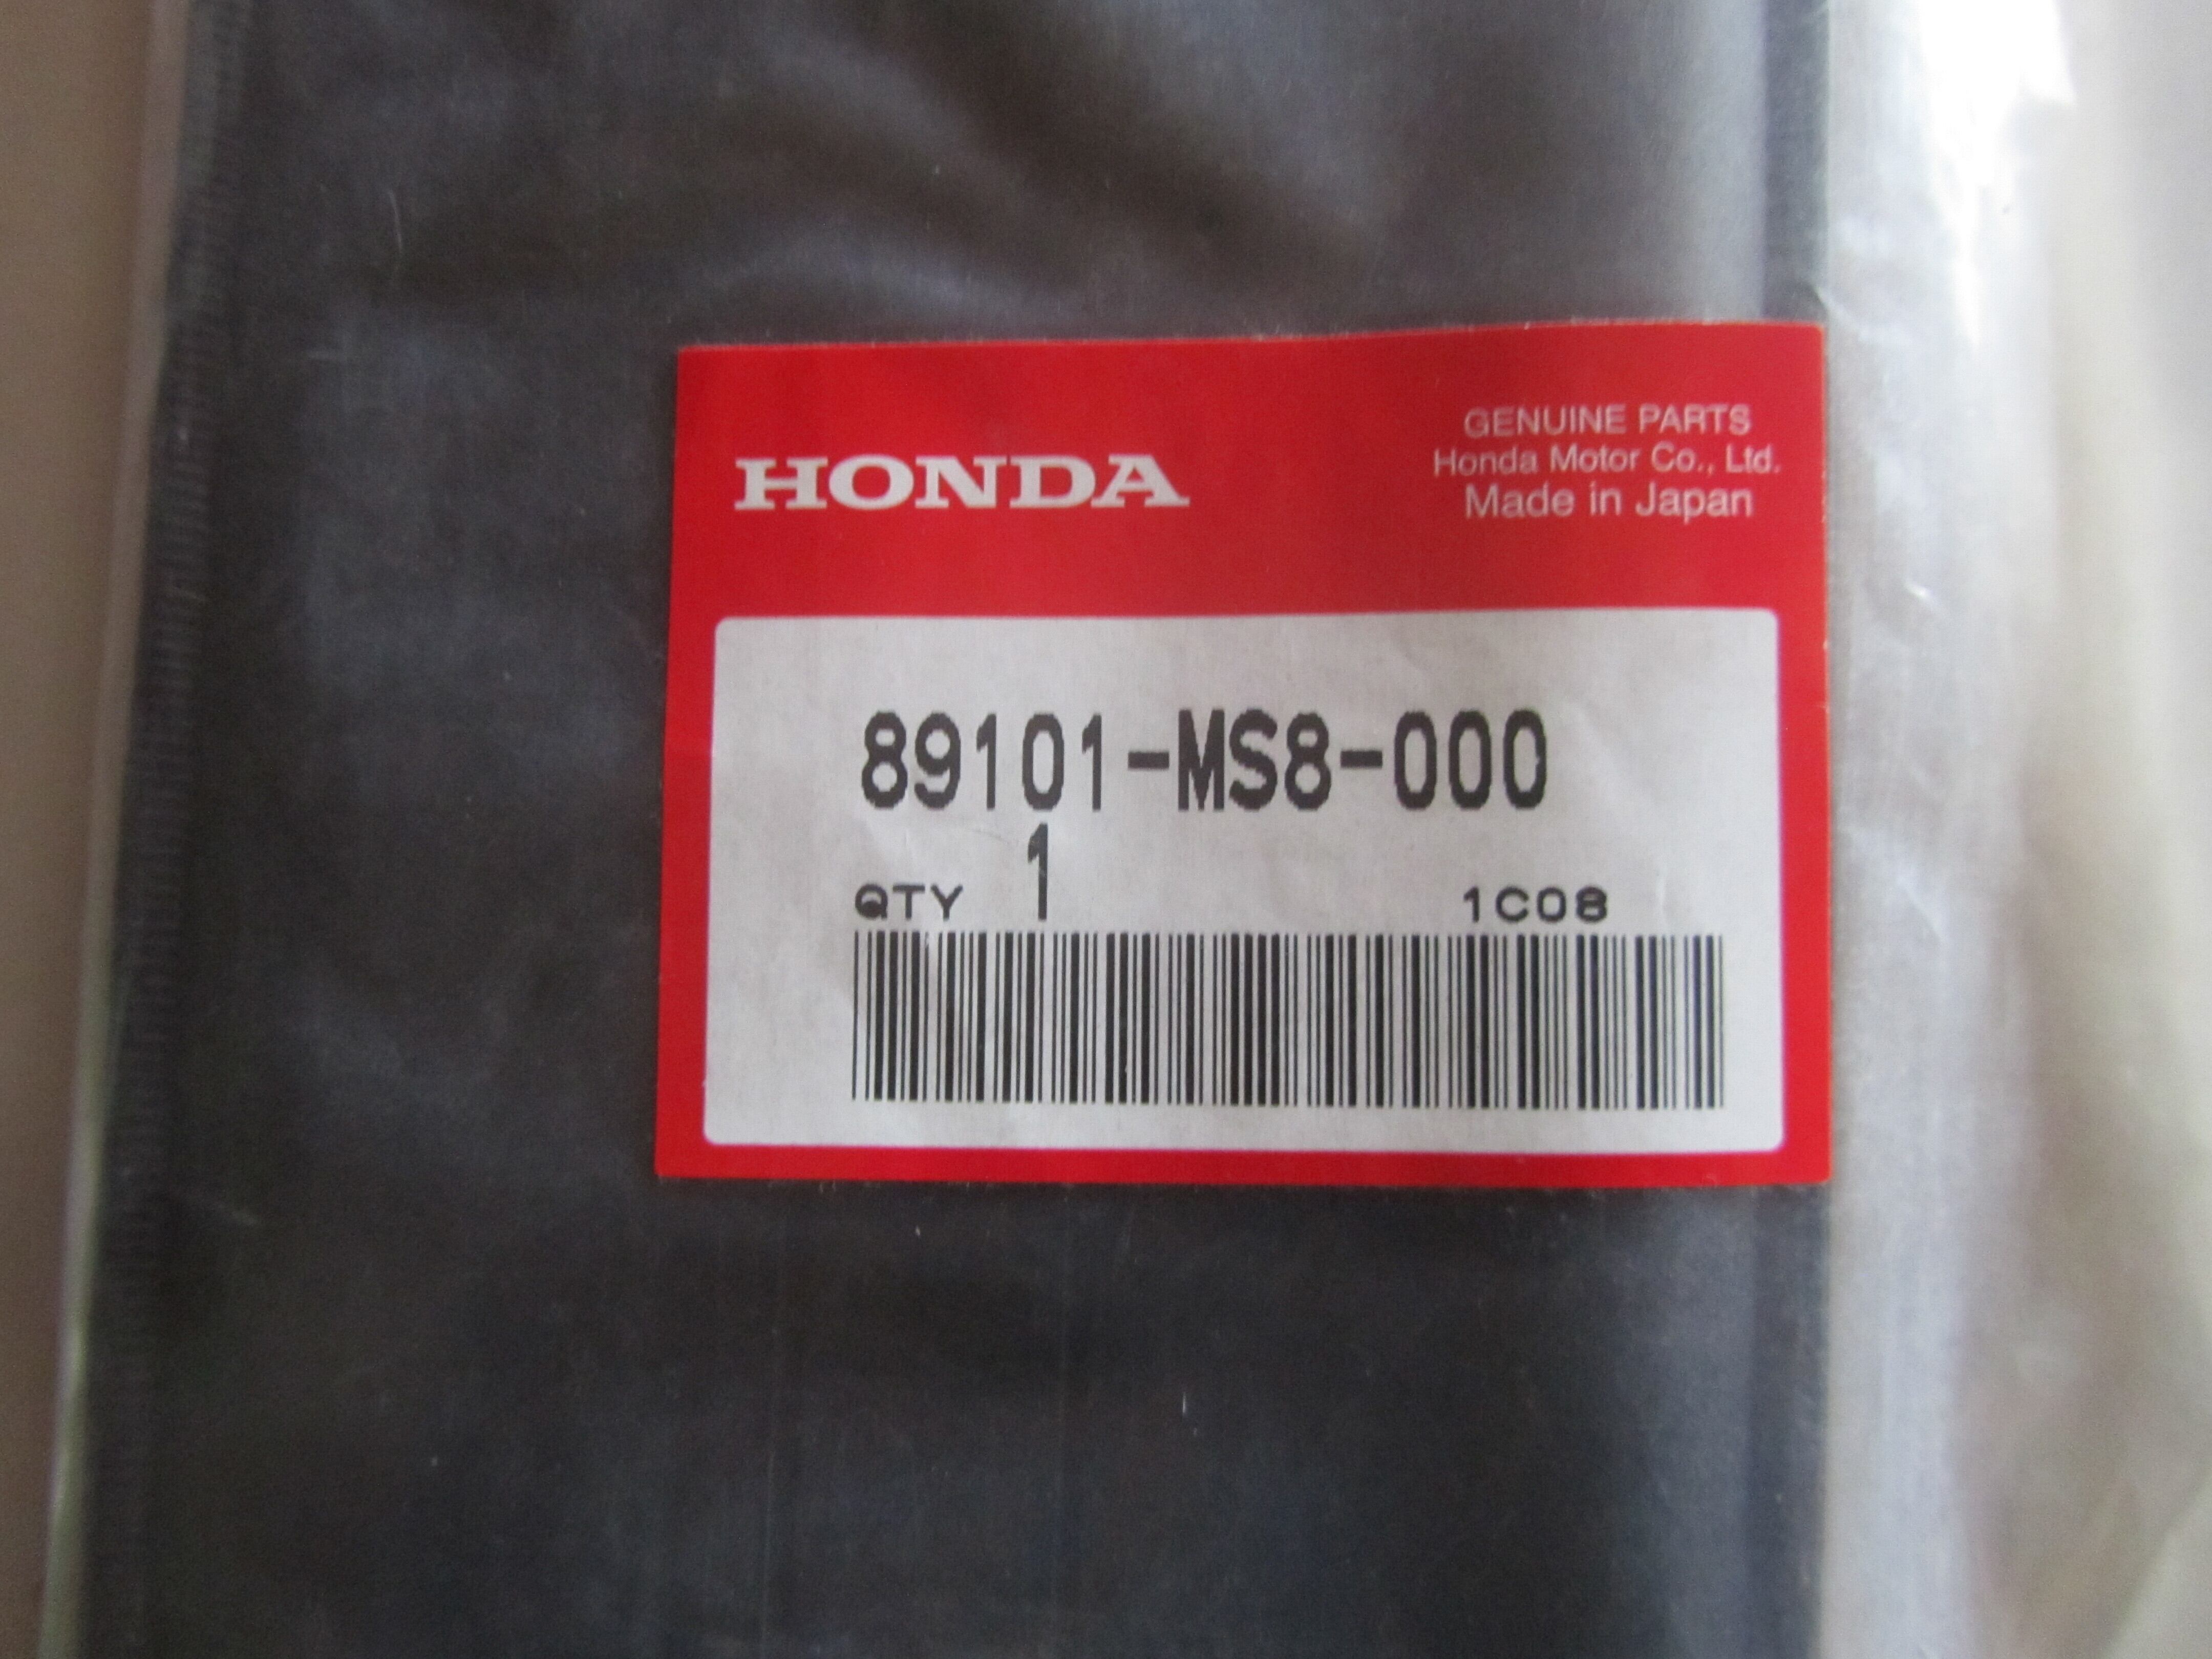 HONDA
GENUINE PARTS
Honda Motor Co., Ltd.
Made in Japan
89101-MS8-000
QTY 1 1C08